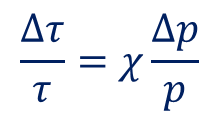 Δτ/τ = χ Δp/p